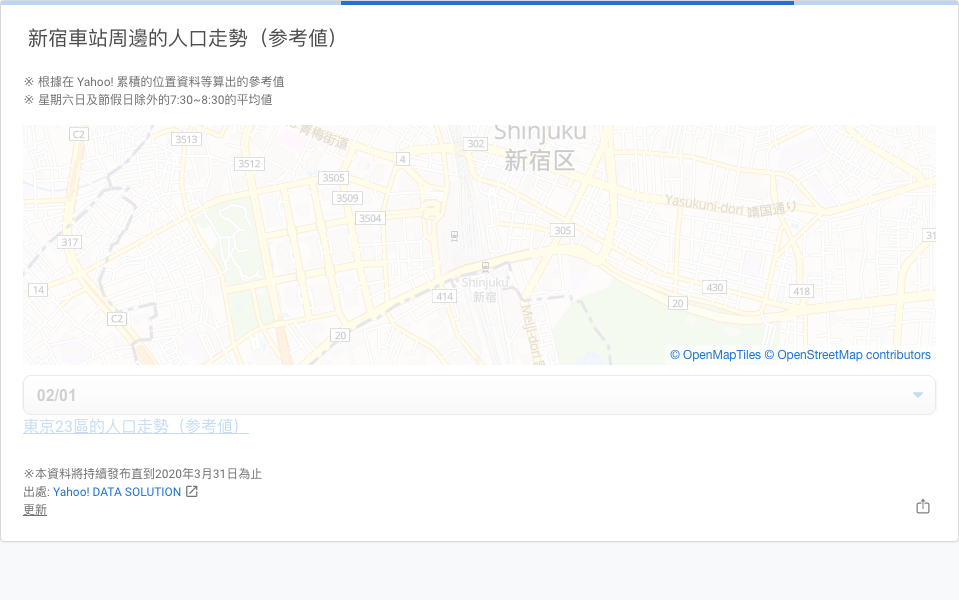 新宿車站周邊的人口走勢（參考值）
※ 根據在 Yahoo! 累積的位置資料等算出的參考值
※ 星期六日及節假日除外的7:30~8:30的平均值
C2
3513
青梅街道
302
Shinjuku
新宿区
3512
4
3505
3509
3504
Yasukuni-dori 靖国通り
305
317
31
14
414
Shinjuku
新宿
430
418
20
C2
20
Meiji-dori
© OpenMapTiles © OpenStreetMap contributors
02/01
東京23區的人口走勢（參考值）
※本資料將持續發布直到2020年3月31日為止
出處: Yahoo! DATA SOLUTION
更新